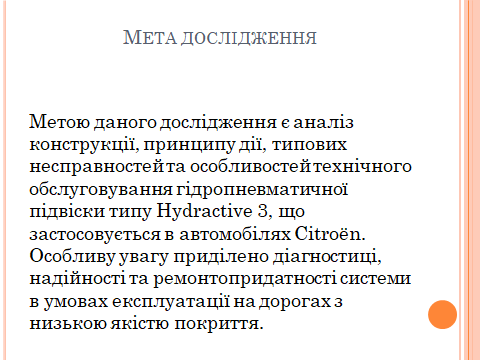 Мета дослідження
Метою даного дослідження є аналіз
конструкції, принципу дії, типових
несправностей та особливостей технічного
обслуговування гідропневматичної
підвіски типу Hydractive 3, що
застосовується в автомобілях Citroën.
Особливу увагу приділено діагностиці,
надійності та ремонтопридатності системи
в умовах експлуатації на дорогах з
низькою якістю покриття.